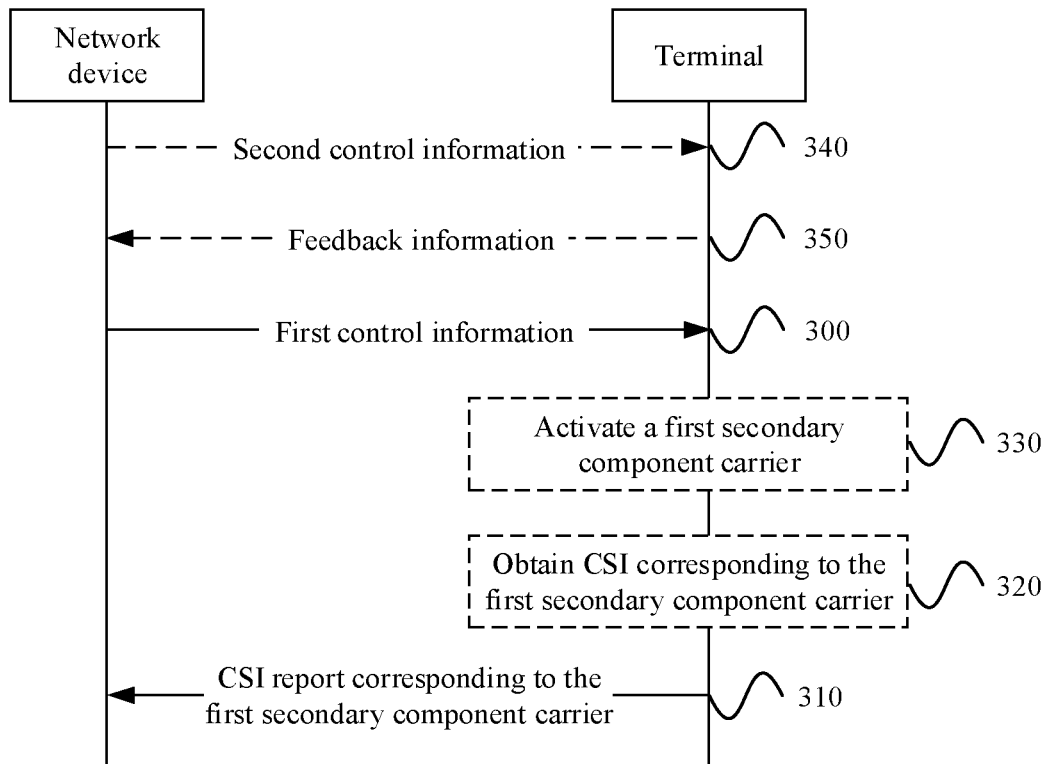 Network
device
Terminal
Second control information
340
Feedback information
350
First control information
300
Activate a first secondary
component carrier
330
Obtain CSI corresponding to the
first secondary component carrier
320
CSI report corresponding to the
first secondary component carrier
310